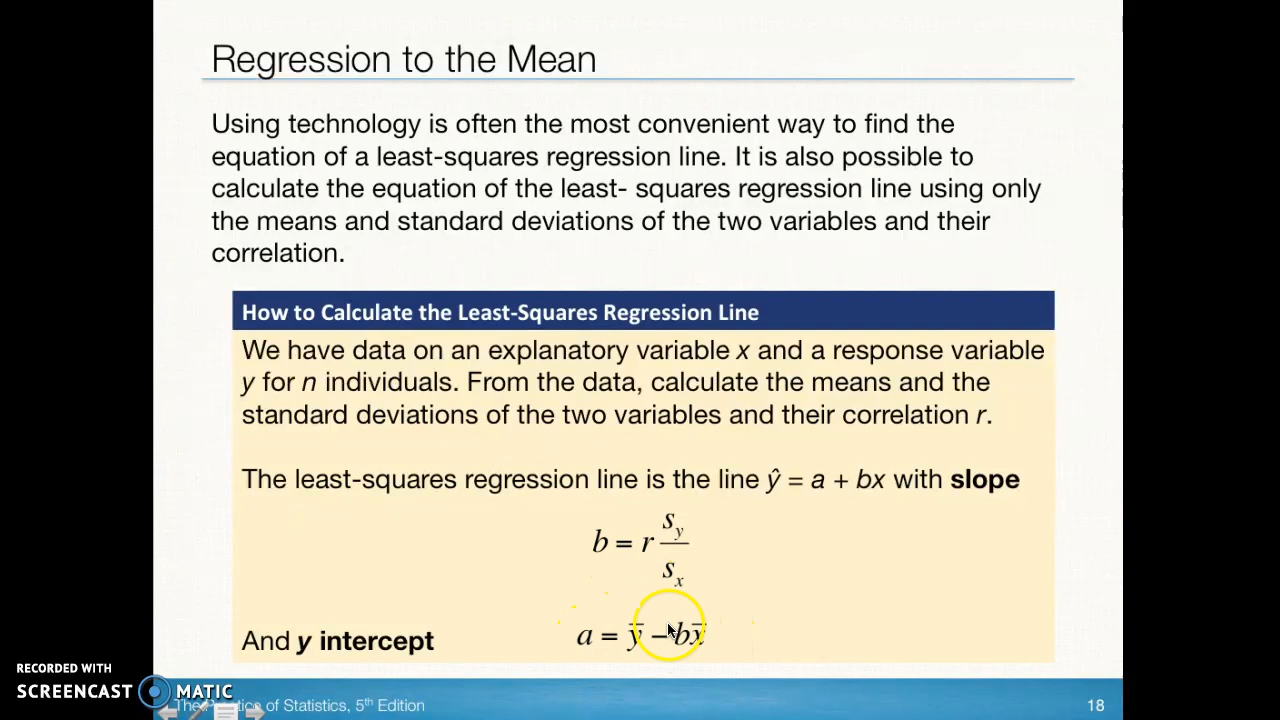 Regression to the Mean
Using technology is often the most convenient way to find the
equation of a least-squares regression line. It is also possible to
calculate the equation of the least- squares regression line using only
the means and standard deviations of the two variables and their
correlation.
How to Calculate the Least-Squares Regression Line
We have data on an explanatory variable x and a response variable
y for n individuals. From the data, calculate the means and the
standard deviations of the two variables and their correlation r.
The least-squares regression line is the line ŷ = a + bx with slope
b = r s_y / s_x
And y intercept a = ȳ − bx̄
RECORDED WITH
SCREENCAST MATIC
The Practice of Statistics, 5th Edition
18